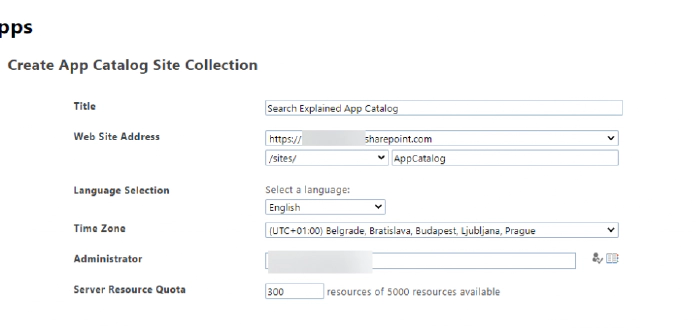 pps
Create App Catalog Site Collection
Title Search Explained App Catalog
Web Site Address https:// sharepoint.com
/sites/ AppCatalog
Language Selection Select a language:
English
Time Zone (UTC+01:00) Belgrade, Bratislava, Budapest, Ljubljana, Prague
Administrator
Server Resource Quota 300 resources of 5000 resources available